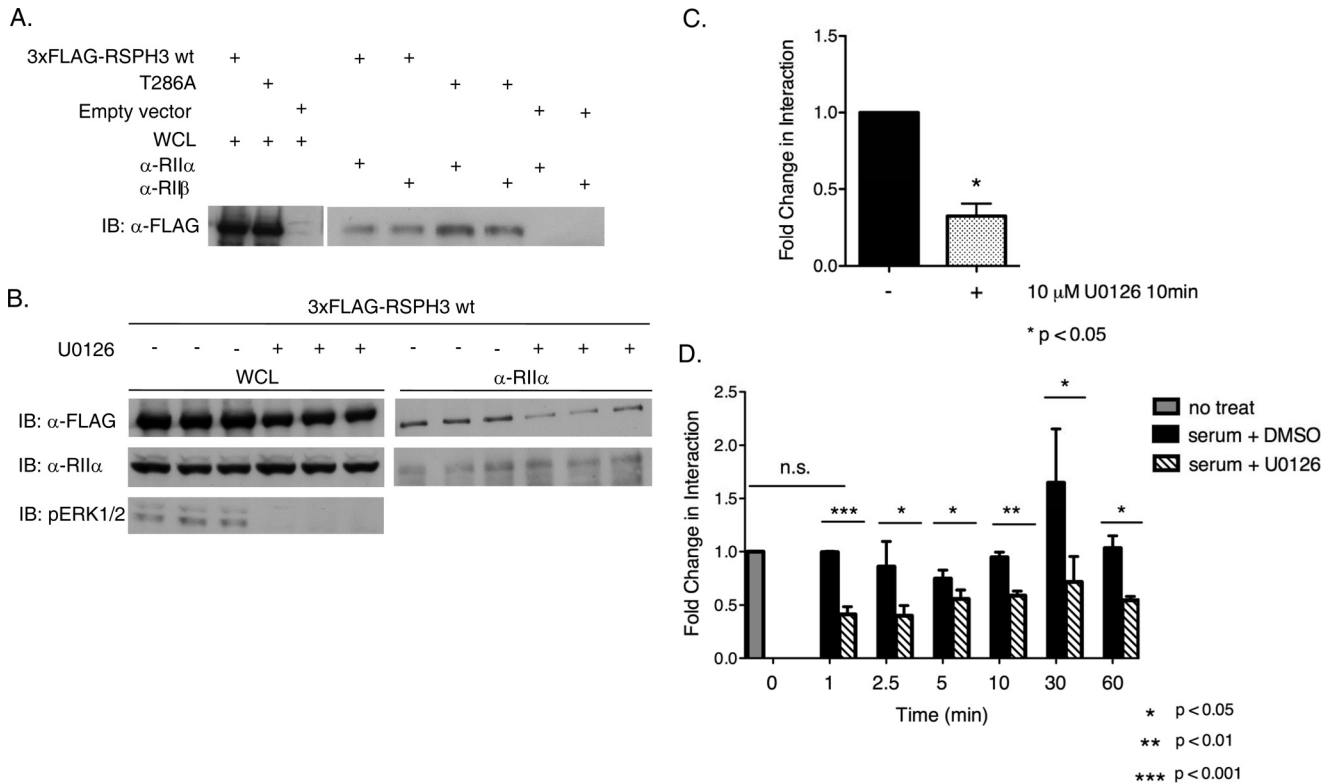 A.
3xFLAG-RSPH3 wt + + +
T286A + + +
Empty vector + + +
WCL + + +
α-RIIα + + +
α-RIIβ + + +
IB: α-FLAG
B.
3xFLAG-RSPH3 wt
U0126 - - - + + + - - - + + +
WCL α-RIIα
IB: α-FLAG
IB: α-RIIα
IB: pERK1/2
C.
Fold Change in Interaction
1.5
1.0
0.5
0.0
*
- + 10 µM U0126 10min
* p < 0.05
D.
Fold Change in Interaction
2.5
2.0
1.5
1.0
0.5
0.0
n.s.
*** * * ** * *
no treat
serum + DMSO
serum + U0126
0 1 2.5 5 10 30 60
Time (min)
* p < 0.05
** p < 0.01
*** p < 0.001